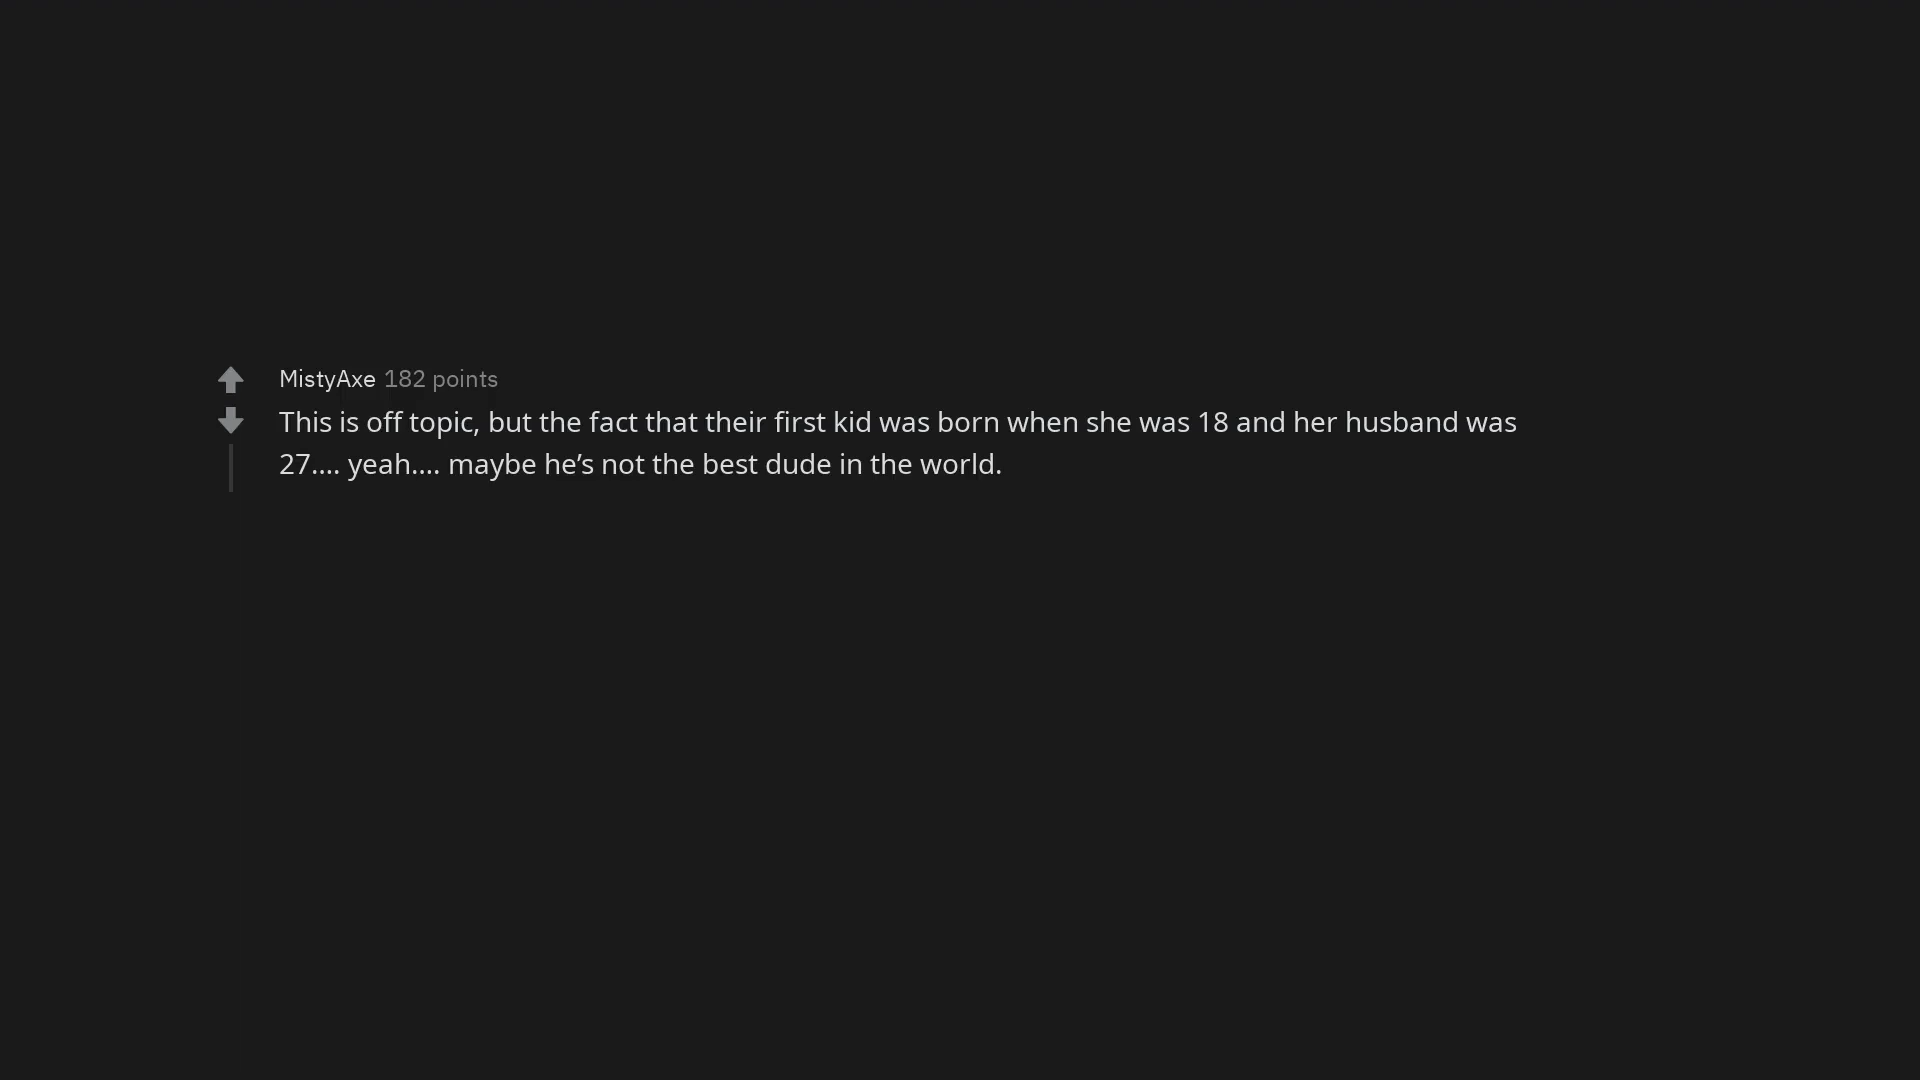 MistyAxe 182 points
This is off topic, but the fact that their first kid was born when she was 18 and her husband was
27.... yeah.... maybe he’s not the best dude in the world.